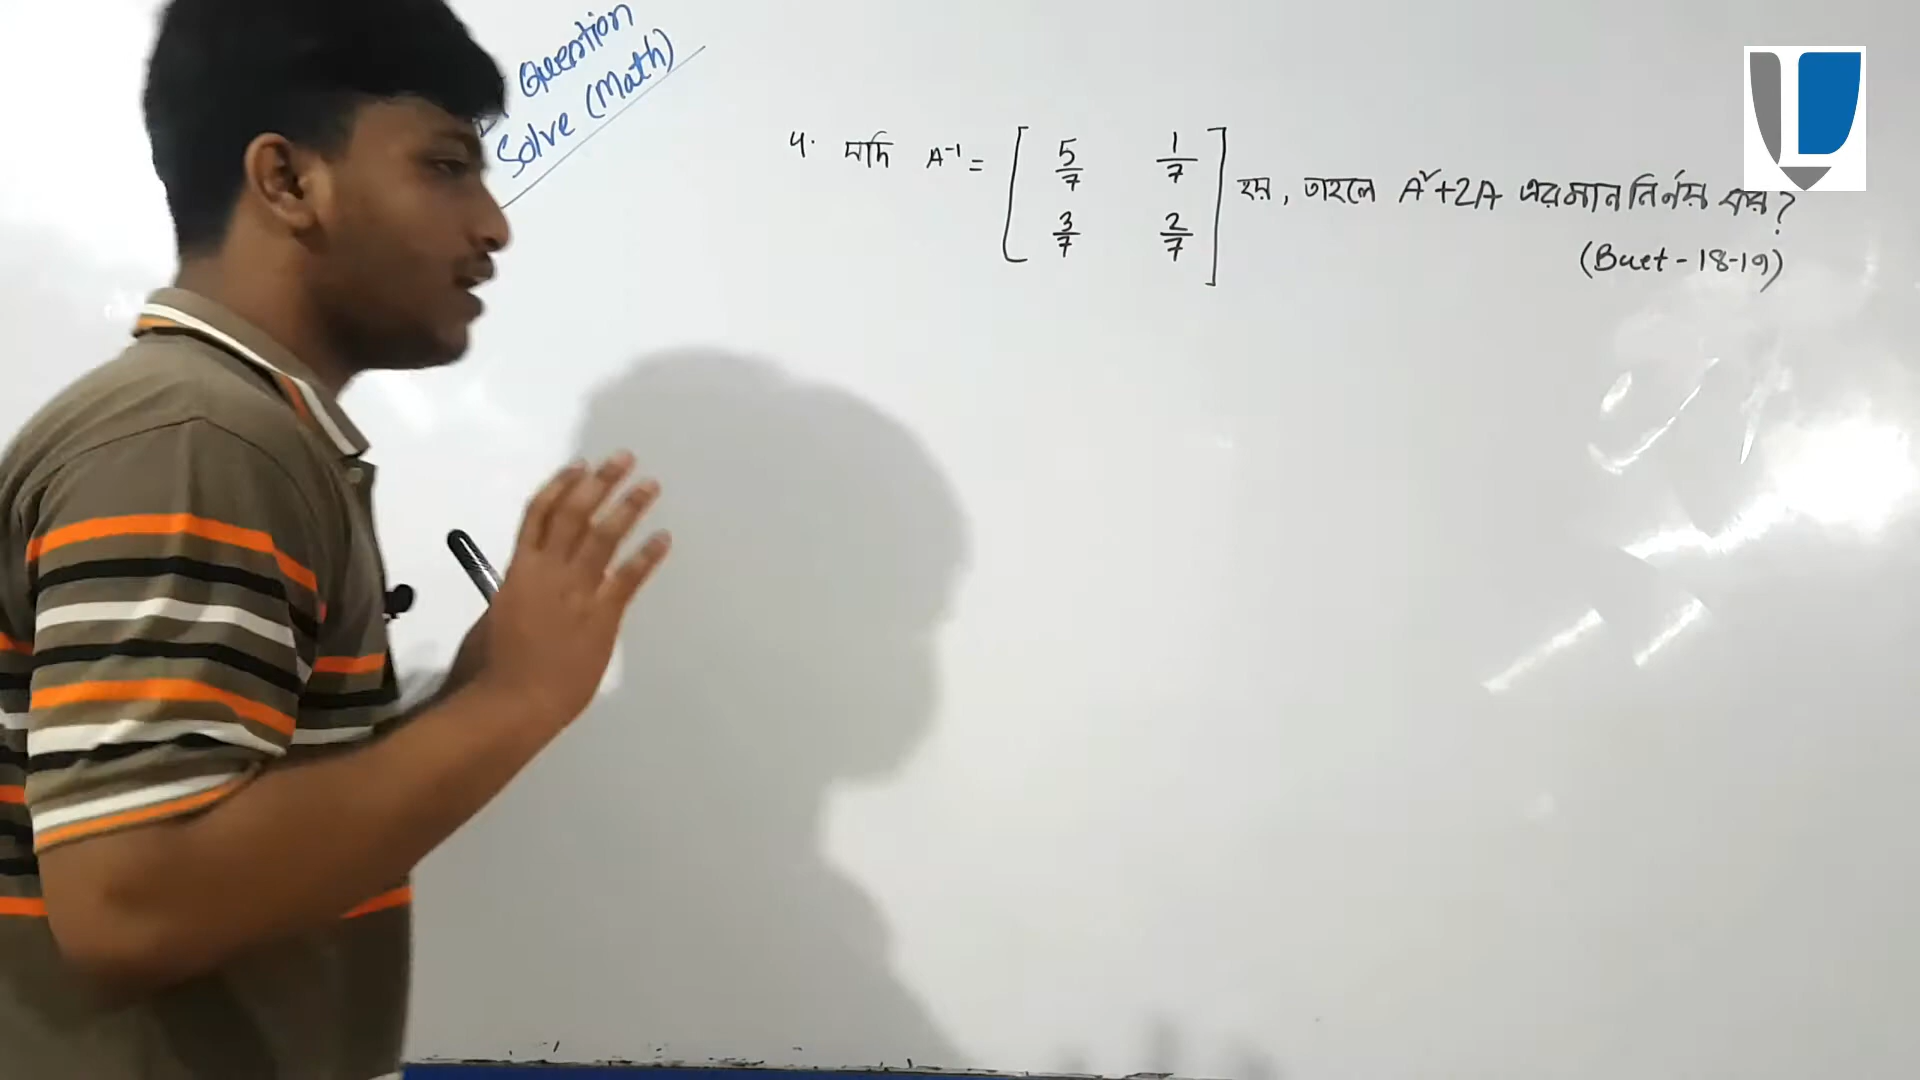 Question
Solve (Math)
4. যদি A⁻¹ = [ 5/7 1/7
3/7 2/7 ] হয়, তাহলে A²+2A এর মান নির্ণয় কর?
(Buet - 18-19)